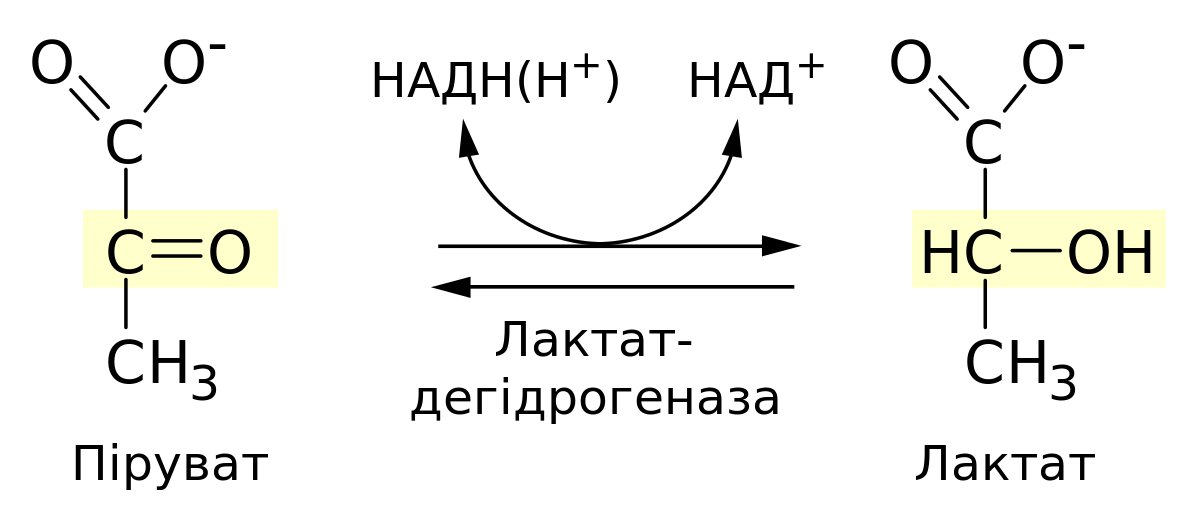 O O-
C
C=O
CH3
Піруват
НАДН(Н+) НАД+
Лактат-
дегідрогеназа
O O-
C
HC—OH
CH3
Лактат